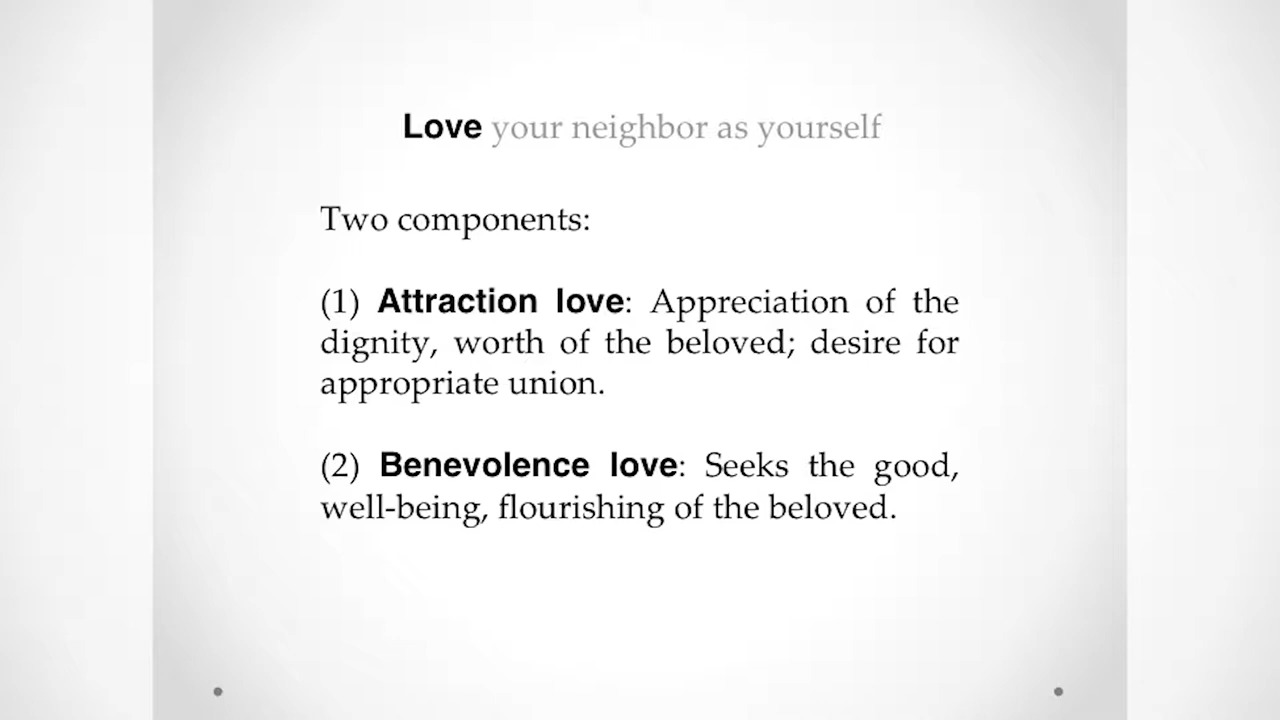 Love your neighbor as yourself
Two components:
(1) Attraction love: Appreciation of the
dignity, worth of the beloved; desire for
appropriate union.
(2) Benevolence love: Seeks the good,
well-being, flourishing of the beloved.